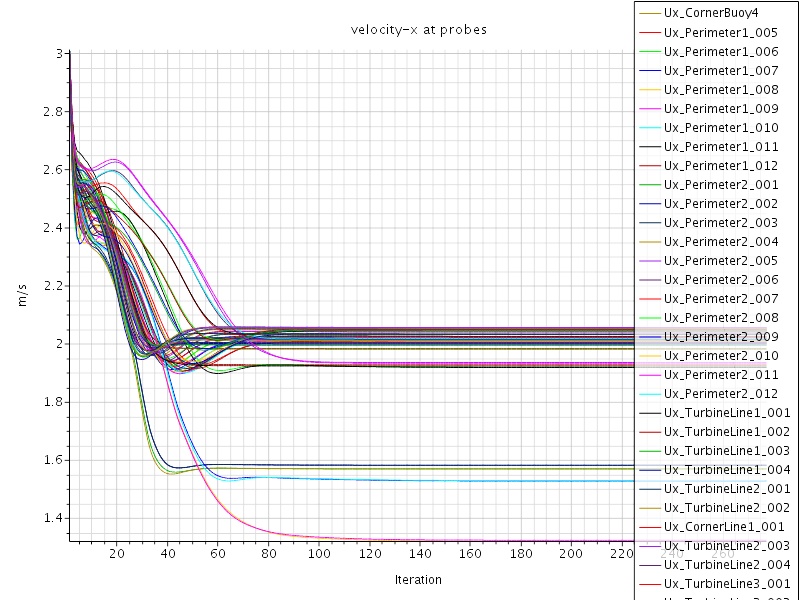 velocity-x at probes
m/s
3
2.8
2.6
2.4
2.2
2
1.8
1.6
1.4
20 40 60 80 100 120 140 160 180 200 220 240 260
Iteration
Ux_CornerBuoy4
Ux_Perimeter1_005
Ux_Perimeter1_006
Ux_Perimeter1_007
Ux_Perimeter1_008
Ux_Perimeter1_009
Ux_Perimeter1_010
Ux_Perimeter1_011
Ux_Perimeter1_012
Ux_Perimeter2_001
Ux_Perimeter2_002
Ux_Perimeter2_003
Ux_Perimeter2_004
Ux_Perimeter2_005
Ux_Perimeter2_006
Ux_Perimeter2_007
Ux_Perimeter2_008
Ux_Perimeter2_009
Ux_Perimeter2_010
Ux_Perimeter2_011
Ux_Perimeter2_012
Ux_TurbineLine1_001
Ux_TurbineLine1_002
Ux_TurbineLine1_003
Ux_TurbineLine1_004
Ux_TurbineLine2_001
Ux_TurbineLine2_002
Ux_CornerLine1_001
Ux_TurbineLine2_003
Ux_TurbineLine2_004
Ux_TurbineLine3_001